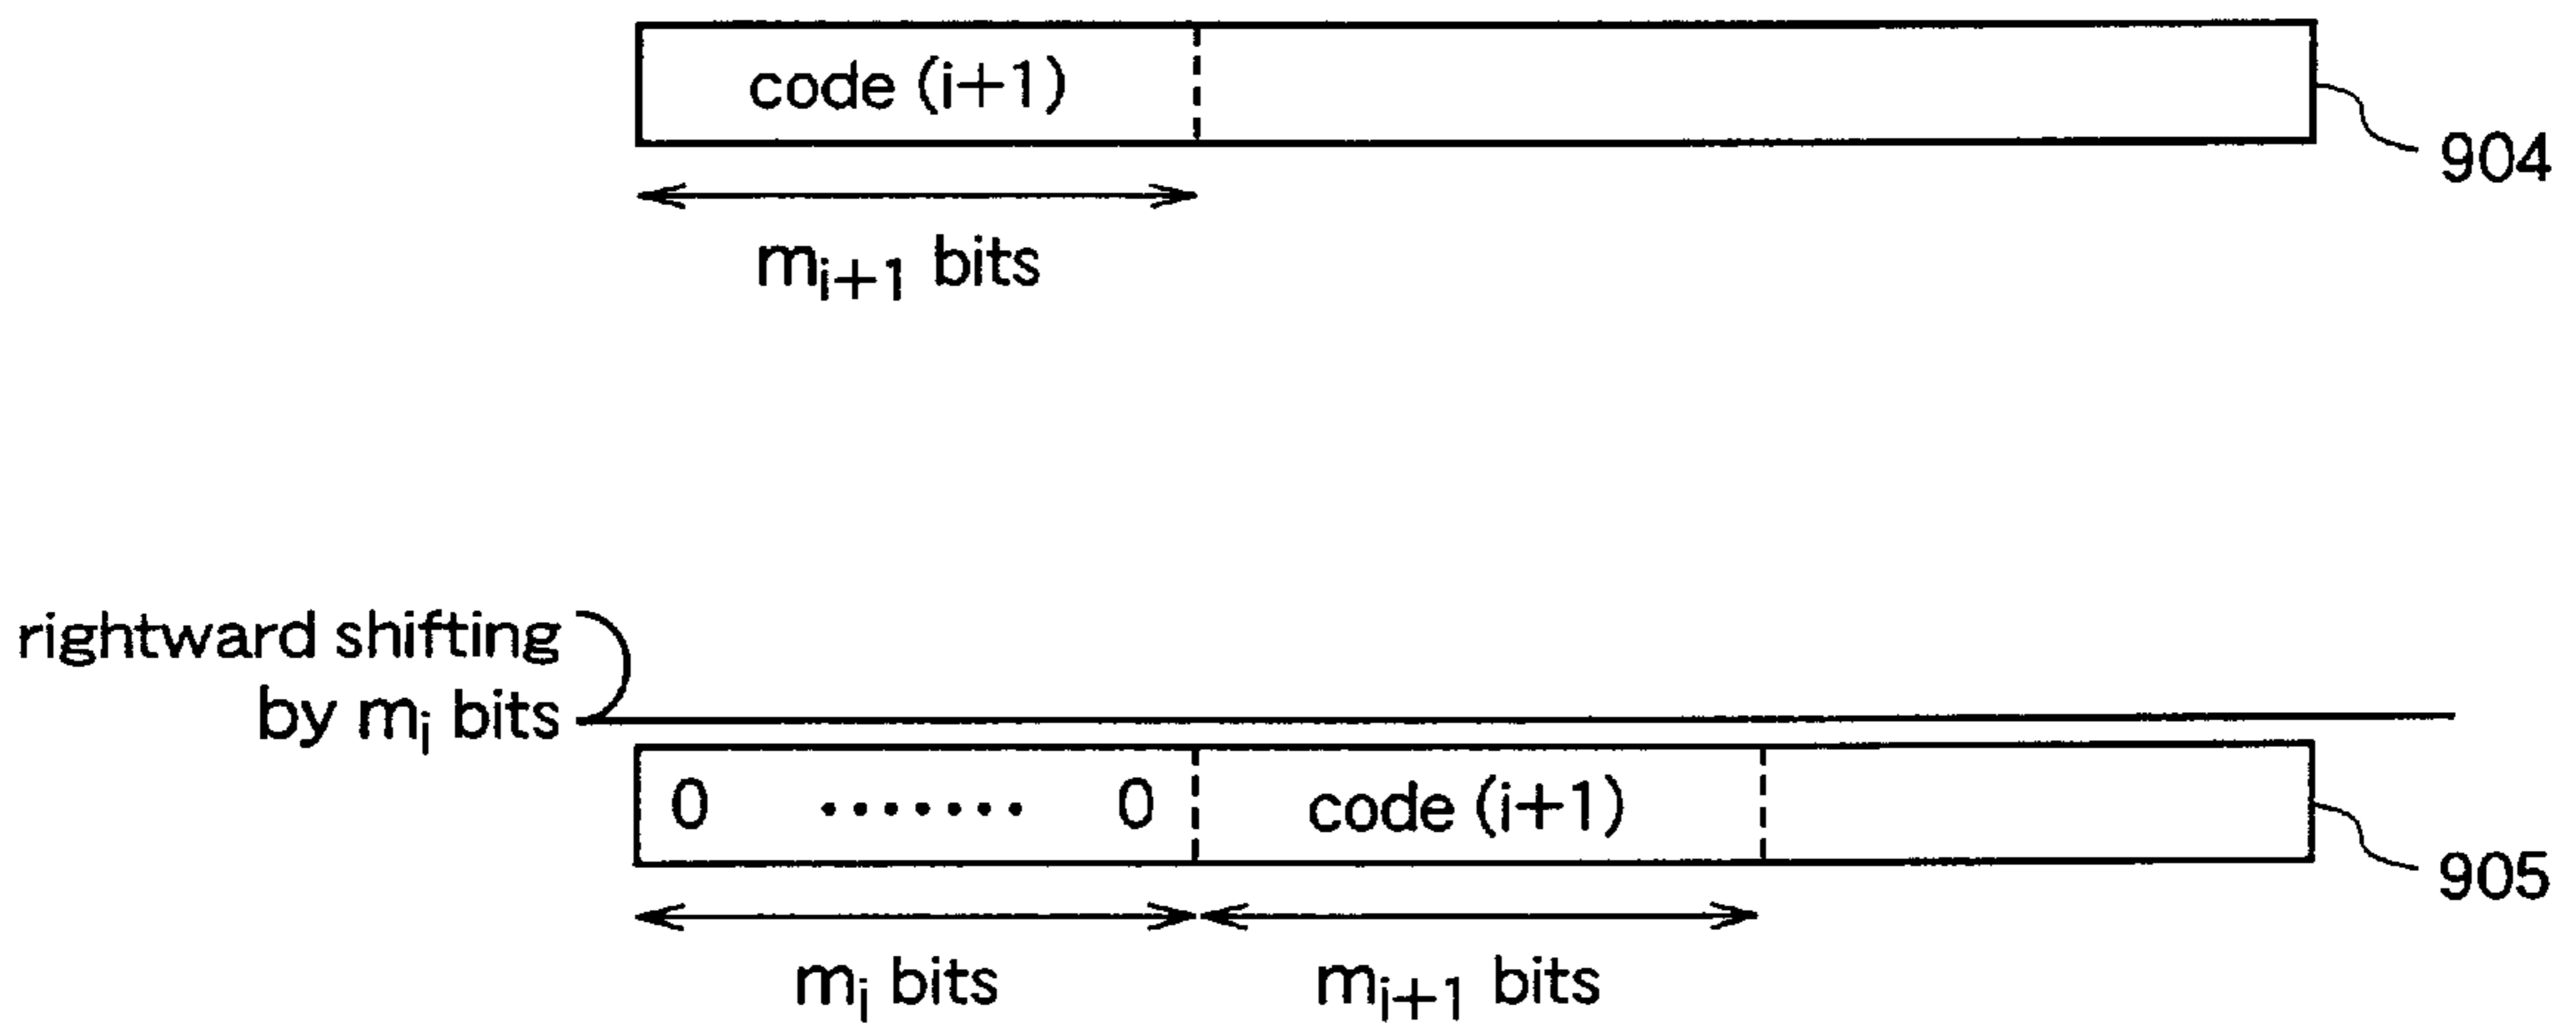 code (i+1)
904
mi+1 bits
rightward shifting
by mi bits
0 ······· 0 code (i+1)
905
mi bits mi+1 bits